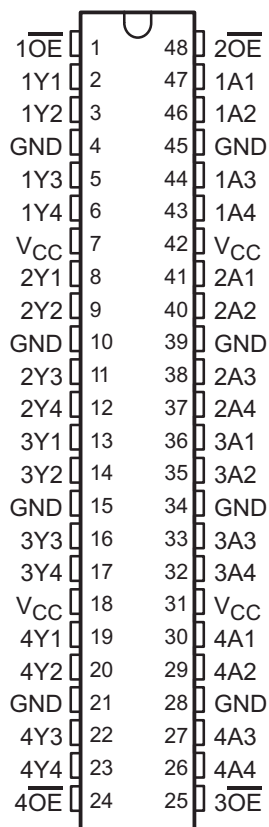 1O̅E̅ 1 48 2O̅E̅
1Y1 2 47 1A1
1Y2 3 46 1A2
GND 4 45 GND
1Y3 5 44 1A3
1Y4 6 43 1A4
VCC 7 42 VCC
2Y1 8 41 2A1
2Y2 9 40 2A2
GND 10 39 GND
2Y3 11 38 2A3
2Y4 12 37 2A4
3Y1 13 36 3A1
3Y2 14 35 3A2
GND 15 34 GND
3Y3 16 33 3A3
3Y4 17 32 3A4
VCC 18 31 VCC
4Y1 19 30 4A1
4Y2 20 29 4A2
GND 21 28 GND
4Y3 22 27 4A3
4Y4 23 26 4A4
4O̅E̅ 24 25 3O̅E̅